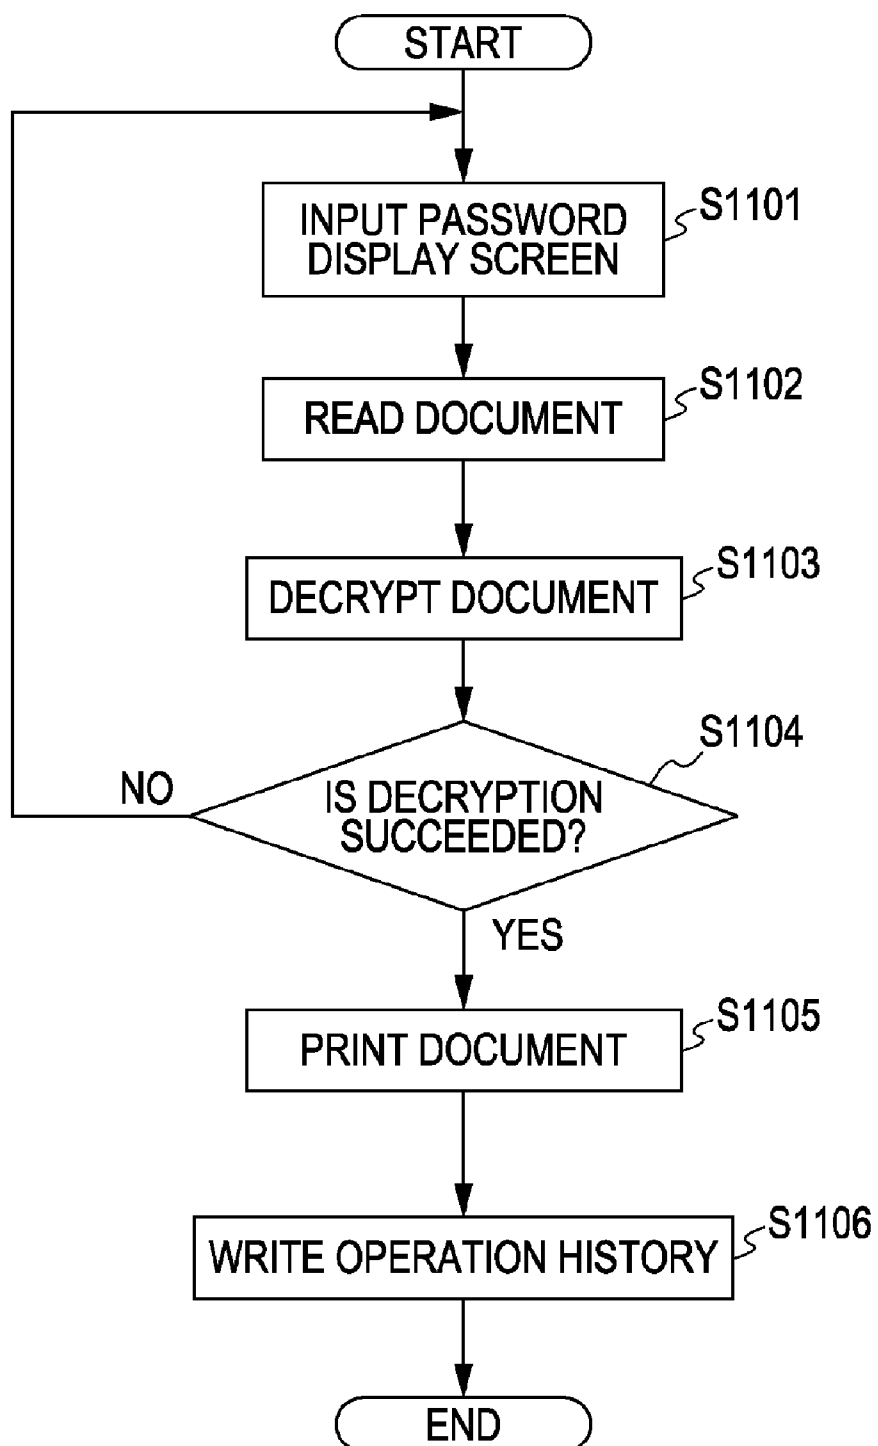 START
INPUT PASSWORD
DISPLAY SCREEN
S1101
READ DOCUMENT
S1102
DECRYPT DOCUMENT
S1103
IS DECRYPTION
SUCCEEDED?
S1104
NO
YES
PRINT DOCUMENT
S1105
WRITE OPERATION HISTORY
S1106
END